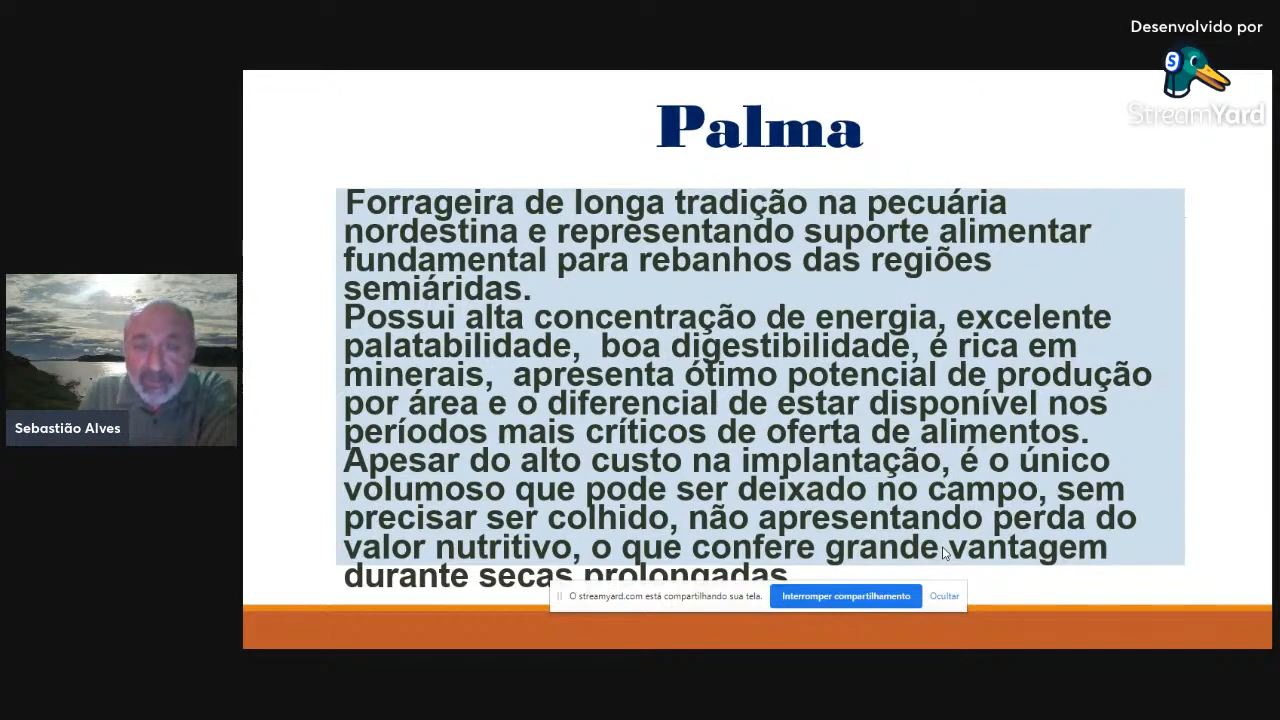 Desenvolvido por
StreamYard
Palma
Forrageira de longa tradição na pecuária
nordestina e representando suporte alimentar
fundamental para rebanhos das regiões
semiáridas.
Possui alta concentração de energia, excelente
palatabilidade, boa digestibilidade, é rica em
minerais, apresenta ótimo potencial de produção
por área e o diferencial de estar disponível nos
períodos mais críticos de oferta de alimentos.
Apesar do alto custo na implantação, é o único
volumoso que pode ser deixado no campo, sem
precisar ser colhido, não apresentando perda do
valor nutritivo, o que confere grande vantagem
durante secas prolongadas
Sebastião Alves
O streamyard.com está compartilhando sua tela.
Interromper compartilhamento
Ocultar